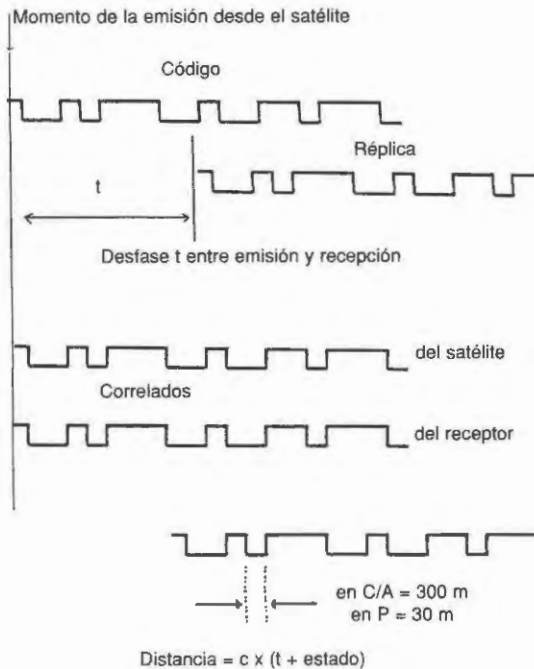 Momento de la emisión desde el satélite
Código
Réplica
t
Desfase t entre emisión y recepción
del satélite
Correlados
del receptor
en C/A = 300 m
en P = 30 m
Distancia = c x (t + estado)